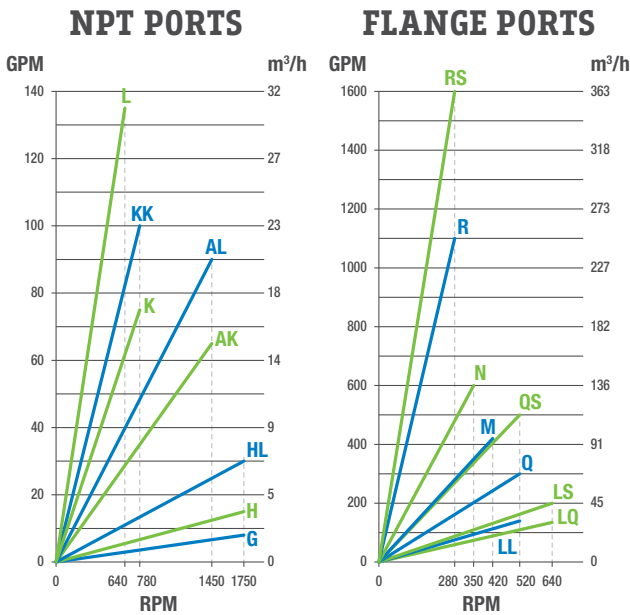 NPT PORTS
GPM m³/h
140 32
120 27
100 23
80 18
60 14
40 9
20 5
0 0
L
KK
AL
K
AK
HL
H
G
0 640 780 1450 1750
RPM
FLANGE PORTS
GPM m³/h
1600 363
1400 318
1200 273
1000 227
800 182
600 136
400 91
200 45
0 0
RS
R
N
QS
M
Q
LS
LQ
LL
0 280 350 420 520 640
RPM